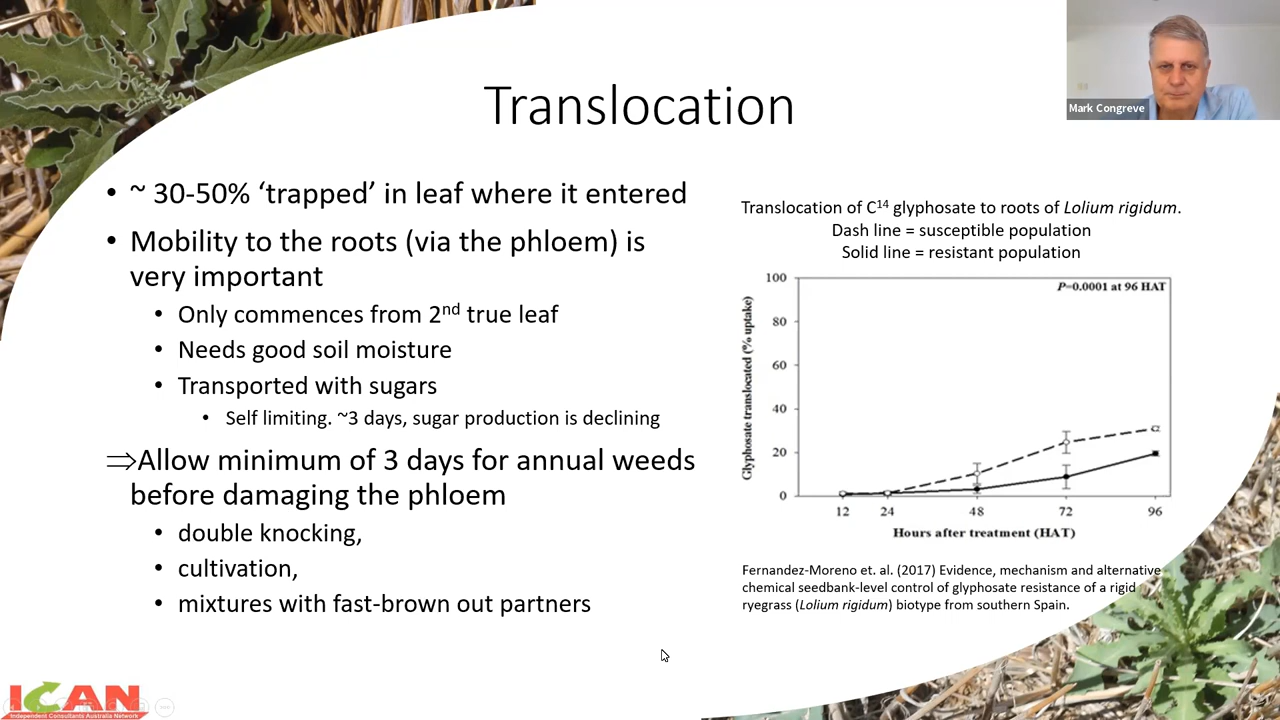 Mark Congreve
Translocation
• ~ 30-50% ‘trapped’ in leaf where it entered
• Mobility to the roots (via the phloem) is
very important
• Only commences from 2nd true leaf
• Needs good soil moisture
• Transported with sugars
• Self limiting. ~3 days, sugar production is declining
⇒Allow minimum of 3 days for annual weeds
before damaging the phloem
• double knocking,
• cultivation,
• mixtures with fast-brown out partners
Translocation of C14 glyphosate to roots of Lolium rigidum.
Dash line = susceptible population
Solid line = resistant population
P=0.0001 at 96 HAT
Glyphosate translocated (% uptake)
100
80
60
40
20
0
12 24 48 72 96
Hours after treatment (HAT)
Fernandez-Moreno et. al. (2017) Evidence, mechanism and alternative
chemical seedbank-level control of glyphosate resistance of a rigid
ryegrass (Lolium rigidum) biotype from southern Spain.
ICAN
Independent Consultants Australia Network